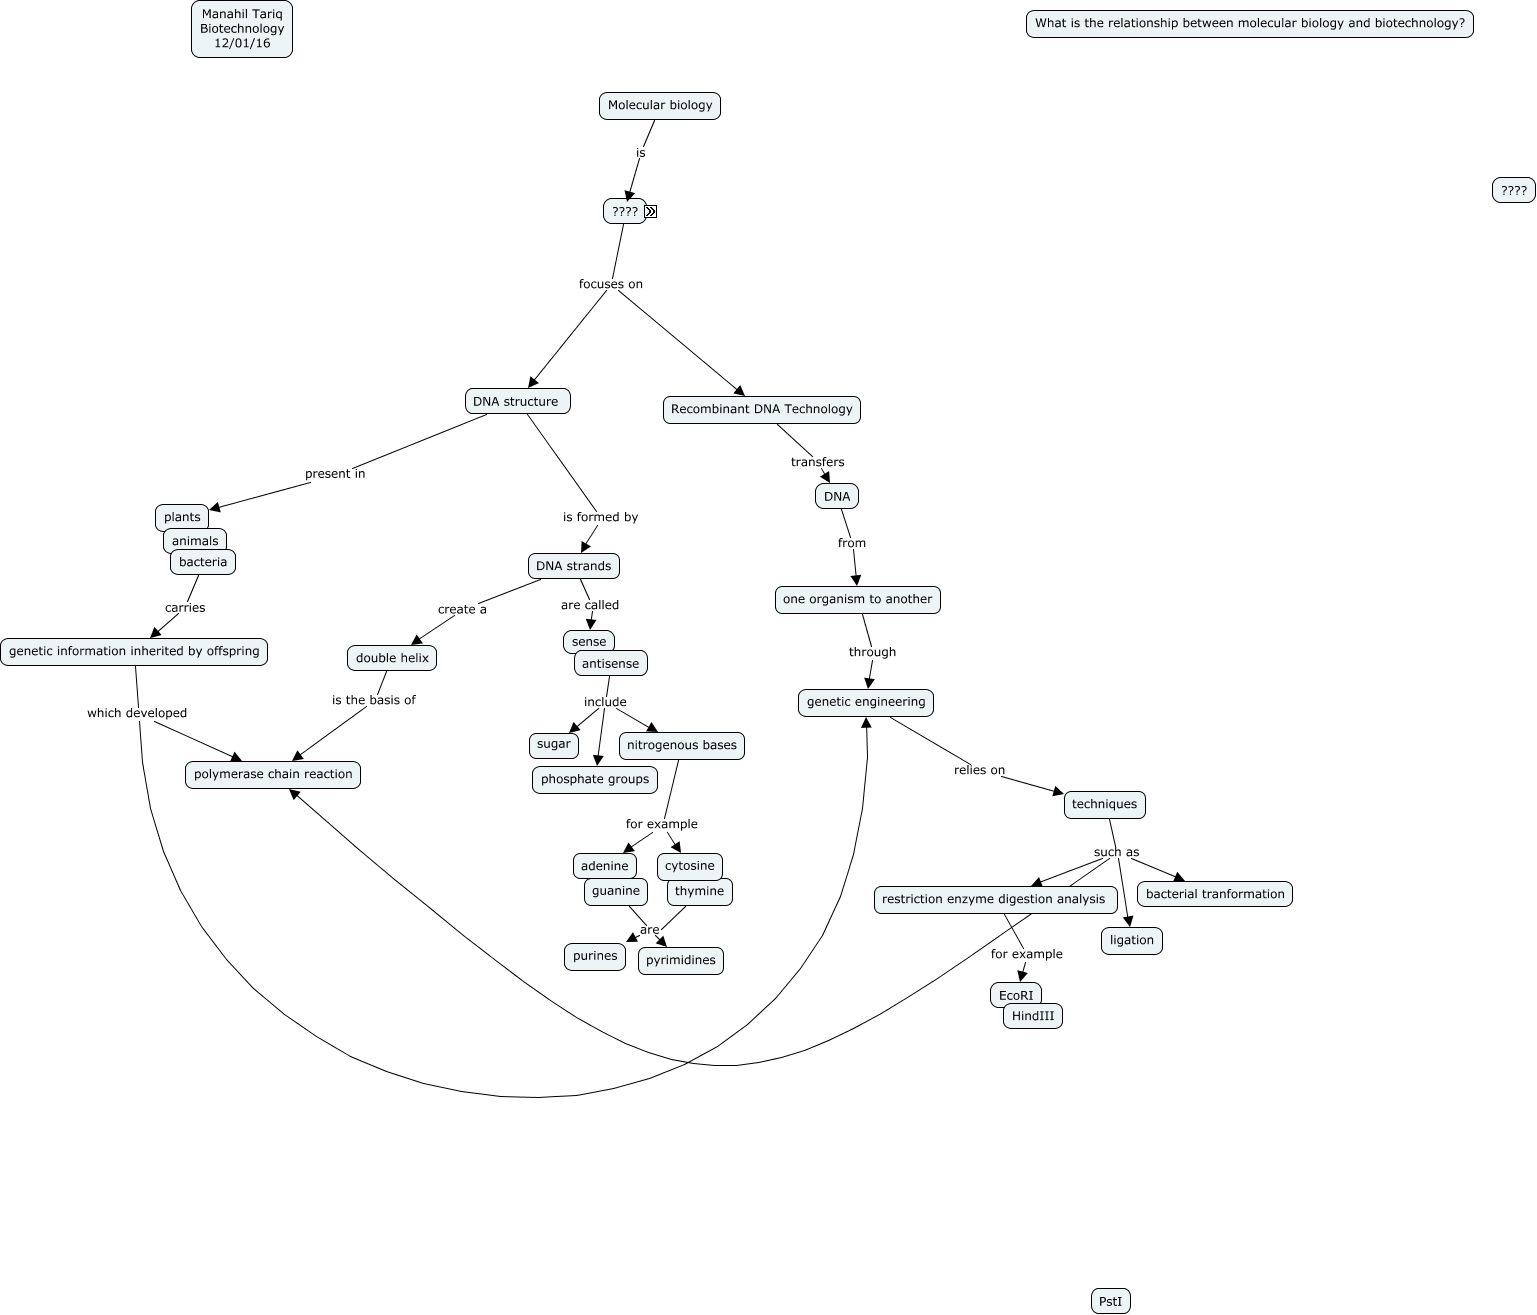 Manahil Tariq
Biotechnology
12/01/16
What is the relationship between molecular biology and biotechnology?
Molecular biology
is
????
????
focuses on
DNA structure
Recombinant DNA Technology
present in
transfers
plants
animals
bacteria
DNA
is formed by
from
DNA strands
carries
create a
are called
one organism to another
genetic information inherited by offspring
double helix
sense
antisense
through
which developed
is the basis of
include
genetic engineering
polymerase chain reaction
sugar
nitrogenous bases
phosphate groups
relies on
techniques
for example
such as
adenine
guanine
cytosine
thymine
restriction enzyme digestion analysis
bacterial tranformation
are
ligation
purines
pyrimidines
for example
EcoRI
HindIII
PstI